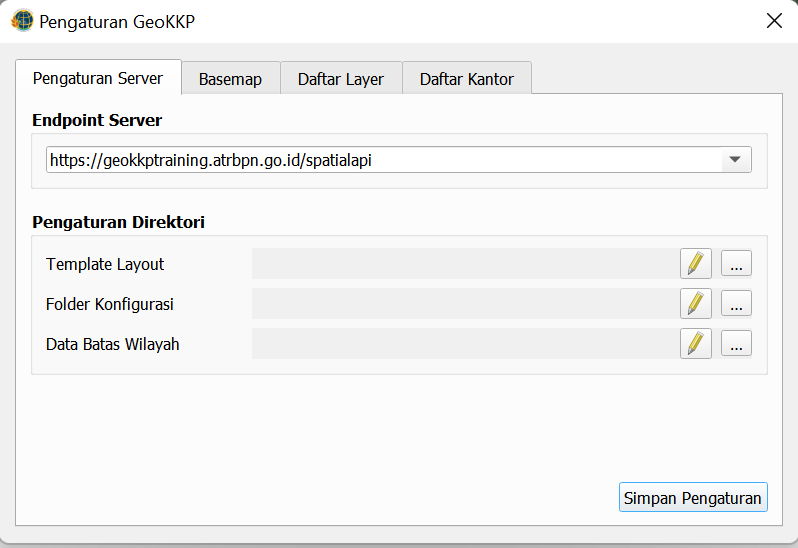 Pengaturan GeoKKP
Pengaturan Server Basemap Daftar Layer Daftar Kantor
Endpoint Server
https://geokkptraining.atrbpn.go.id/spatialapi
Pengaturan Direktori
Template Layout ...
Folder Konfigurasi ...
Data Batas Wilayah ...
Simpan Pengaturan